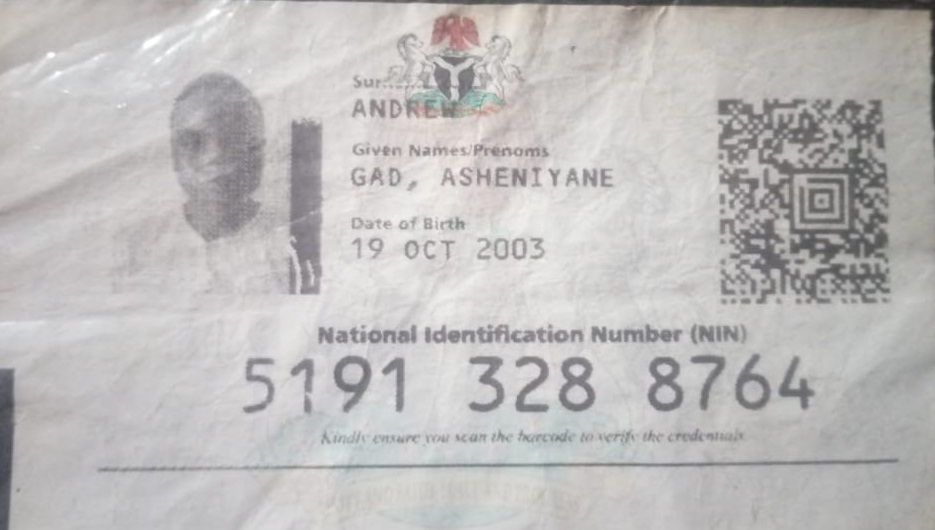 ANDREW
Given Names/Prenoms
GAD, ASHENIYANE
Date of Birth
19 OCT 2003
National Identification Number (NIN)
5191 328 8764
Kindly ensure you scan the barcode to verify the credentials